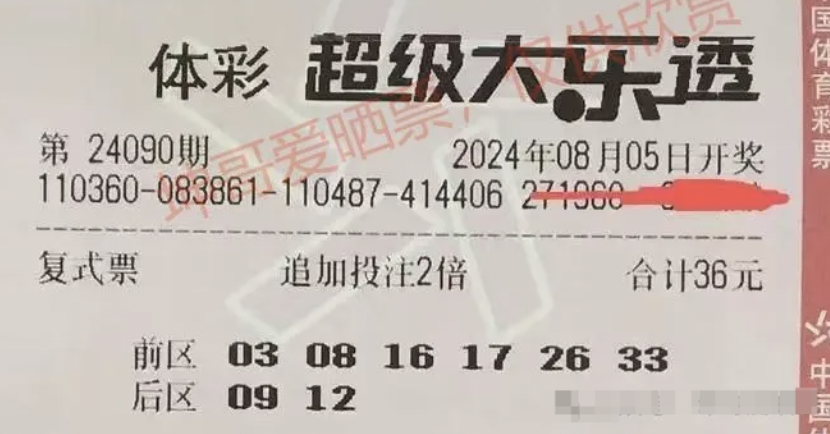 体彩 超级大乐透
坤哥爱晒票，仅供欣赏
第 24090期 2024年08月05日开奖
110360-083861-110487-414406 271960-
复式票 追加投注2倍 合计36元
前区 03 08 16 17 26 33
后区 09 12
国体育彩票
中国